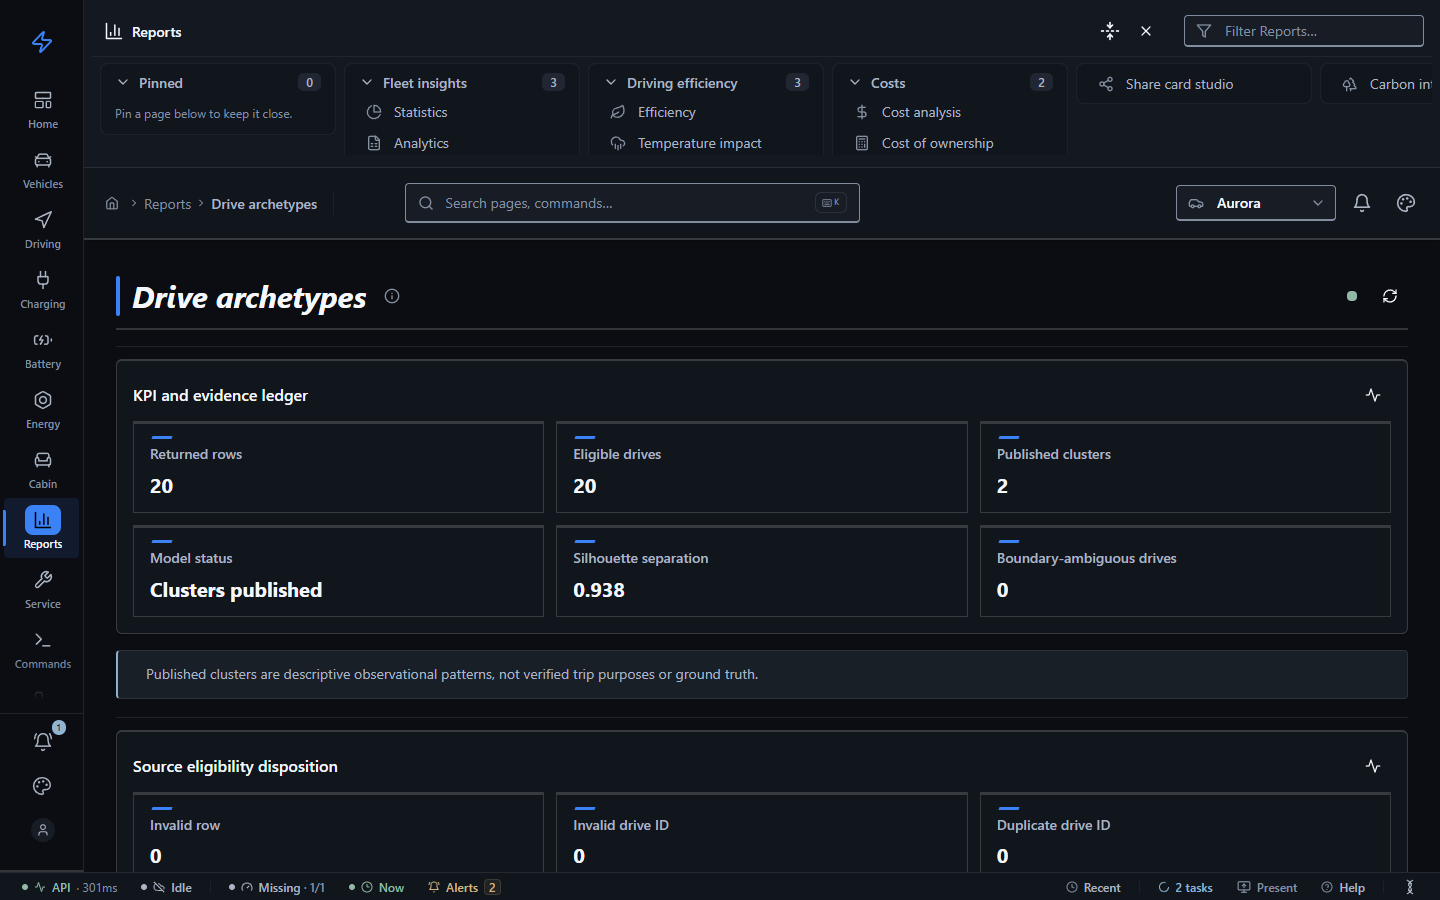 Reports
Filter Reports...
Pinned
0
Pin a page below to keep it close.
Fleet insights
3
Statistics
Analytics
Driving efficiency
3
Efficiency
Temperature impact
Costs
2
Cost analysis
Cost of ownership
Share card studio
Carbon in
Home
Vehicles
Driving
Charging
Battery
Energy
Cabin
Reports
Service
Commands
1
Reports
Drive archetypes
Search pages, commands...
K
Aurora
Drive archetypes
KPI and evidence ledger
Returned rows
20
Eligible drives
20
Published clusters
2
Model status
Clusters published
Silhouette separation
0.938
Boundary-ambiguous drives
0
Published clusters are descriptive observational patterns, not verified trip purposes or ground truth.
Source eligibility disposition
Invalid row
0
Invalid drive ID
0
Duplicate drive ID
0
API · 301ms
Idle
Missing · 1/1
Now
Alerts 2
Recent
2 tasks
Present
Help